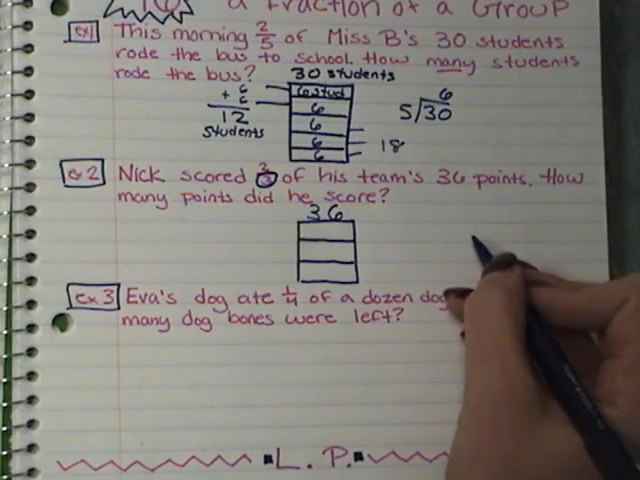 a Fraction of a Group
ex1 This morning 2/5 of Miss B's 30 students
rode the bus to school. How many students
rode the bus?
30 students
6
+ 6
12
students
6 stud
6
6
6
6
18
6
5)30
ex 2 Nick scored of his team's 36 points. How
many points did he score?
36
ex 3 Eva's dog ate 1/4 of a dozen dog
many dog bones were left?
L. P.